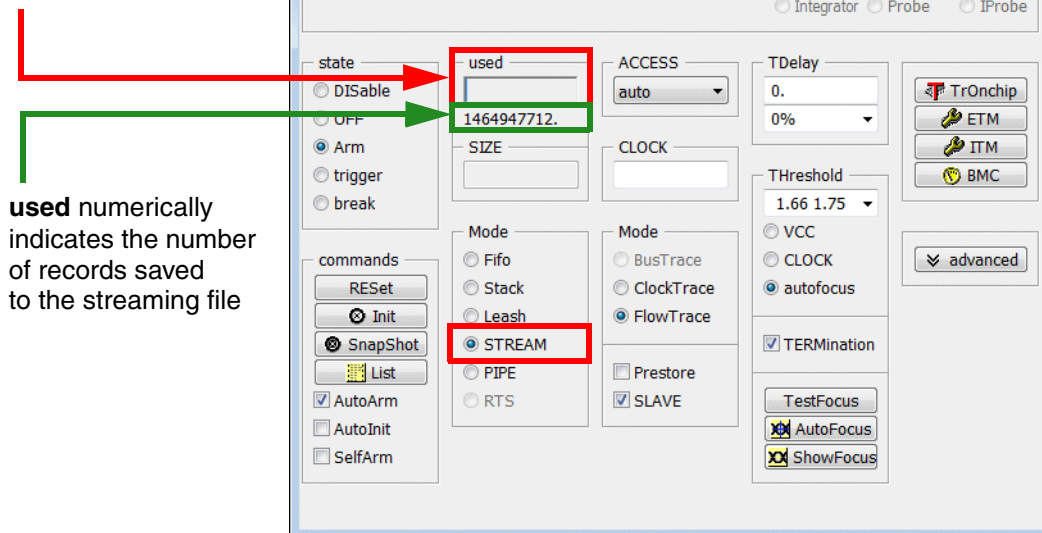 Integrator Probe IProbe
state
DISable
OFF
Arm
trigger
break
used
1464947712.
SIZE
ACCESS
auto
CLOCK
TDelay
0.
0%
THreshold
1.66 1.75
VCC
CLOCK
autofocus
TERMination
TestFocus
AutoFocus
ShowFocus
TrOnchip
ETM
ITM
BMC
advanced
used numerically
indicates the number
of records saved
to the streaming file
commands
RESet
Init
SnapShot
List
AutoArm
AutoInit
SelfArm
Mode
Fifo
Stack
Leash
STREAM
PIPE
RTS
Mode
BusTrace
ClockTrace
FlowTrace
Prestore
SLAVE